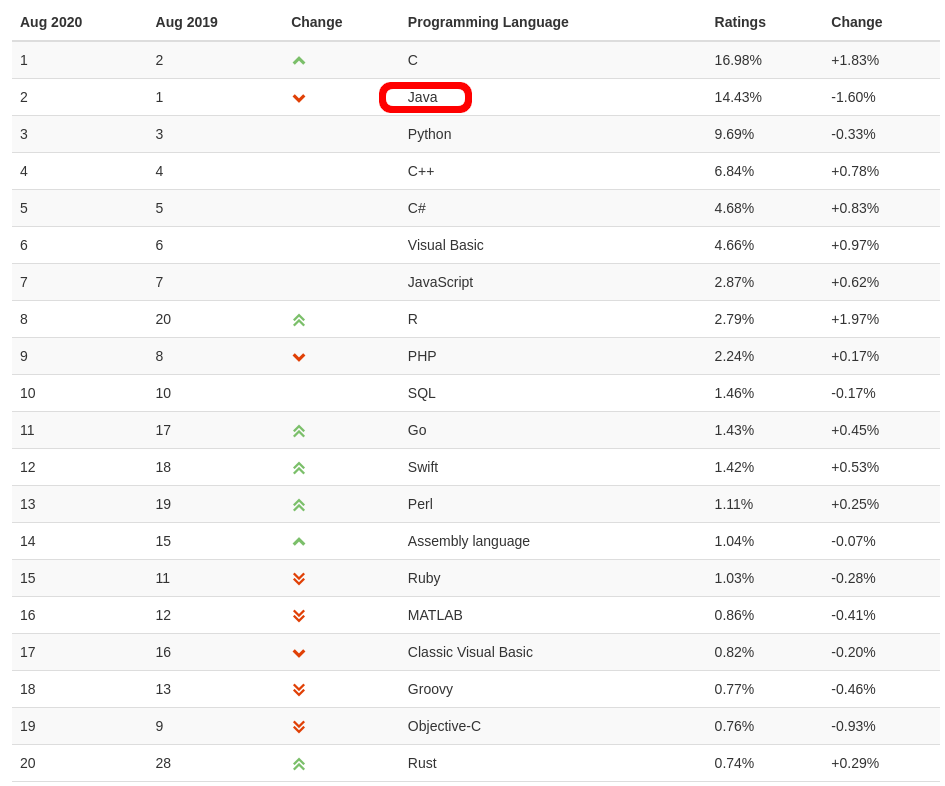 Aug 2020 Aug 2019 Change Programming Language Ratings Change
1 2 C 16.98% +1.83%
2 1 Java 14.43% -1.60%
3 3 Python 9.69% -0.33%
4 4 C++ 6.84% +0.78%
5 5 C# 4.68% +0.83%
6 6 Visual Basic 4.66% +0.97%
7 7 JavaScript 2.87% +0.62%
8 20 R 2.79% +1.97%
9 8 PHP 2.24% +0.17%
10 10 SQL 1.46% -0.17%
11 17 Go 1.43% +0.45%
12 18 Swift 1.42% +0.53%
13 19 Perl 1.11% +0.25%
14 15 Assembly language 1.04% -0.07%
15 11 Ruby 1.03% -0.28%
16 12 MATLAB 0.86% -0.41%
17 16 Classic Visual Basic 0.82% -0.20%
18 13 Groovy 0.77% -0.46%
19 9 Objective-C 0.76% -0.93%
20 28 Rust 0.74% +0.29%